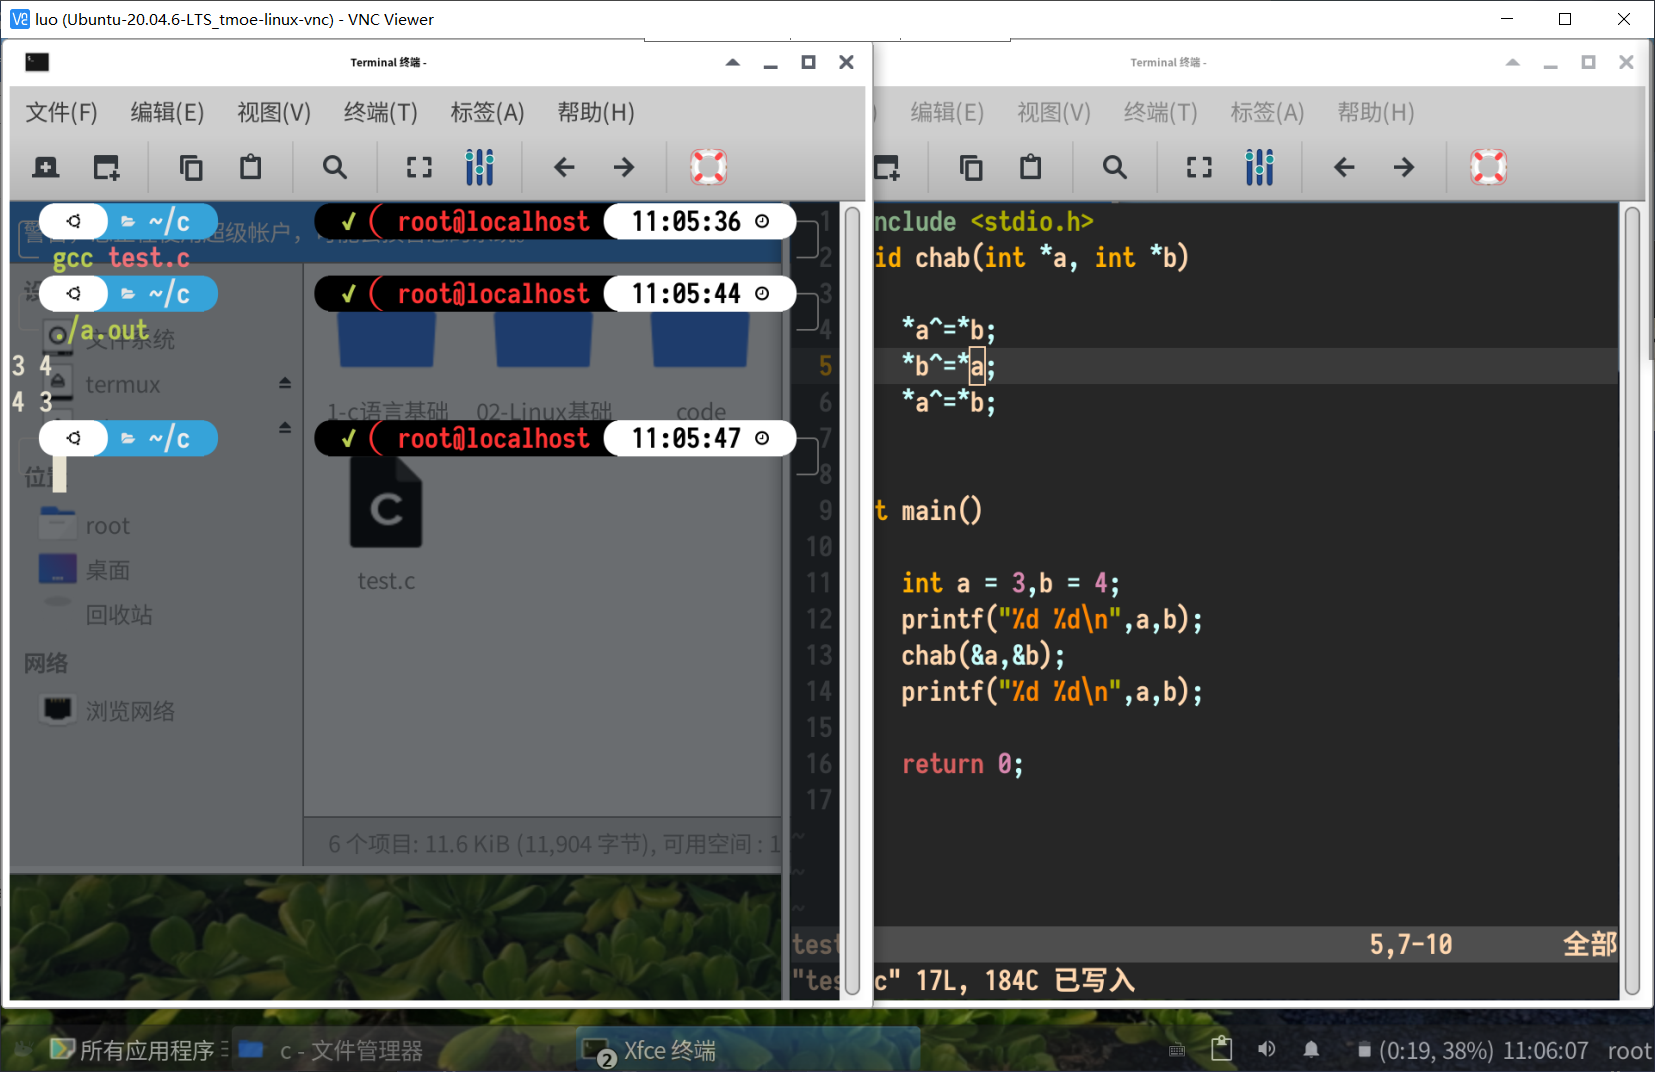 luo (Ubuntu-20.04.6-LTS_tmoe-linux-vnc) - VNC Viewer
Terminal 终端 -
文件(F) 编辑(E) 视图(V) 终端(T) 标签(A) 帮助(H)
~/c ✓ root@localhost 11:05:36
gcc test.c
~/c ✓ root@localhost 11:05:44
./a.out
3 4
4 3
~/c ✓ root@localhost 11:05:47
文件系统
termux
位
root
桌面
回收站
网络
浏览网络
1-c语言基础 02-Linux基础 code
test.c
6 个项目: 11.6 KiB (11,904 字节), 可用空间 : 1
Terminal 终端 -
编辑(E) 视图(V) 终端(T) 标签(A) 帮助(H)
1 nclude <stdio.h>
2 id chab(int *a, int *b)
3
4 *a^=*b;
5 *b^=*a;
6 *a^=*b;
7
8
9 t main()
10
11 int a = 3,b = 4;
12 printf("%d %d\n",a,b);
13 chab(&a,&b);
14 printf("%d %d\n",a,b);
15
16 return 0;
17
~
~
~
test 5,7-10 全部
"tes c" 17L, 184C 已写入
所有应用程序 c - 文件管理器 2 Xfce 终端 (0:19, 38%) 11:06:07 root